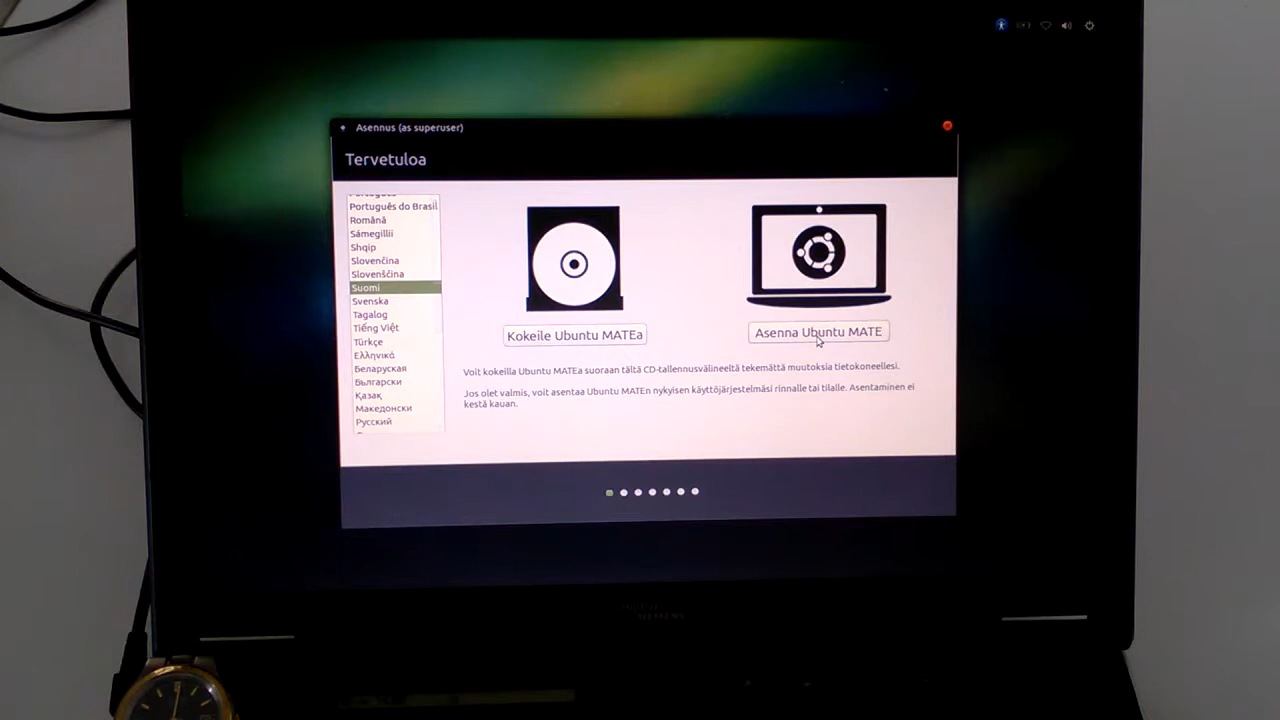 Asennus (as superuser)
Tervetuloa
Português do Brasil
Română
Sámegillii
Shqip
Slovenčina
Slovenščina
Suomi
Svenska
Tagalog
Tiếng Việt
Türkçe
Ελληνικά
Беларуская
Български
Қазақ
Македонски
Русский
Kokeile Ubuntu MATEa
Asenna Ubuntu MATE
Voit kokeilla Ubuntu MATEa suoraan tältä CD-tallennusvälineeltä tekemättä muutoksia tietokoneellesi.
Jos olet valmis, voit asentaa Ubuntu MATEn nykyisen käyttöjärjestelmäsi rinnalle tai tilalle. Asentaminen ei
kestä kauan.
SIEMENS